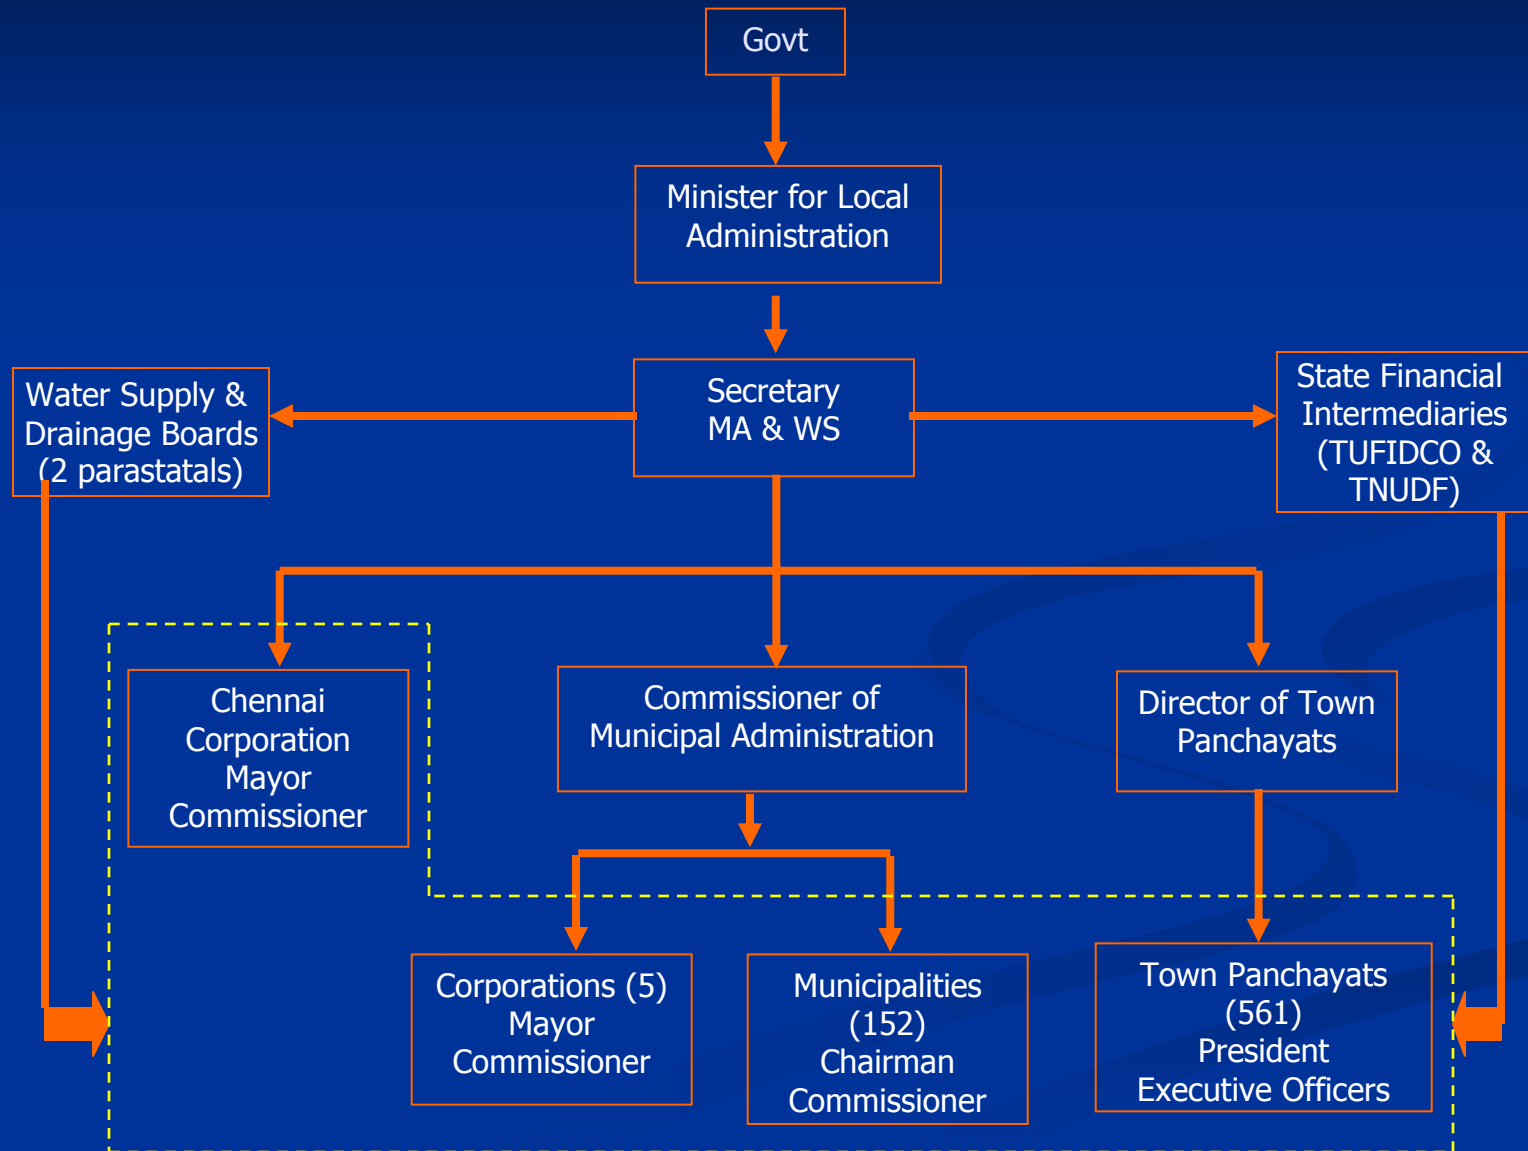 Govt
Minister for Local
Administration
Secretary
MA & WS
Water Supply &
Drainage Boards
(2 parastatals)
State Financial
Intermediaries
(TUFIDCO &
TNUDF)
Chennai
Corporation
Mayor
Commissioner
Commissioner of
Municipal Administration
Director of Town
Panchayats
Corporations (5)
Mayor
Commissioner
Municipalities
(152)
Chairman
Commissioner
Town Panchayats
(561)
President
Executive Officers